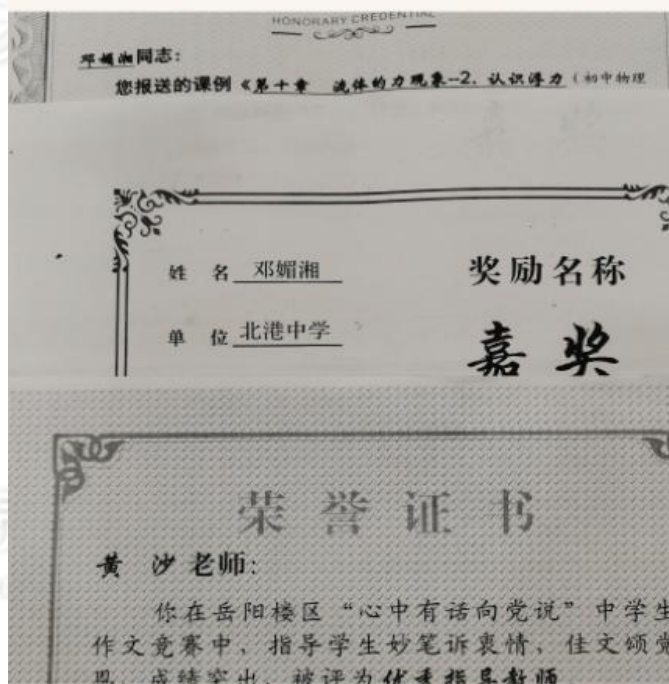 HONORARY CREDENTIAL
邓媚湘同志：
您报送的课例《第十章 流体的力现象--2. 认识浮力（初中物理
姓 名 邓媚湘
奖励名称
单 位 北港中学
嘉 奖
荣 誉 证 书
黄 沙 老师：
你在岳阳楼区“心中有话向党说”中学生
作文竞赛中，指导学生妙笔诉衷情，佳文颂党
恩，成绩突出，被评为优秀指导教师